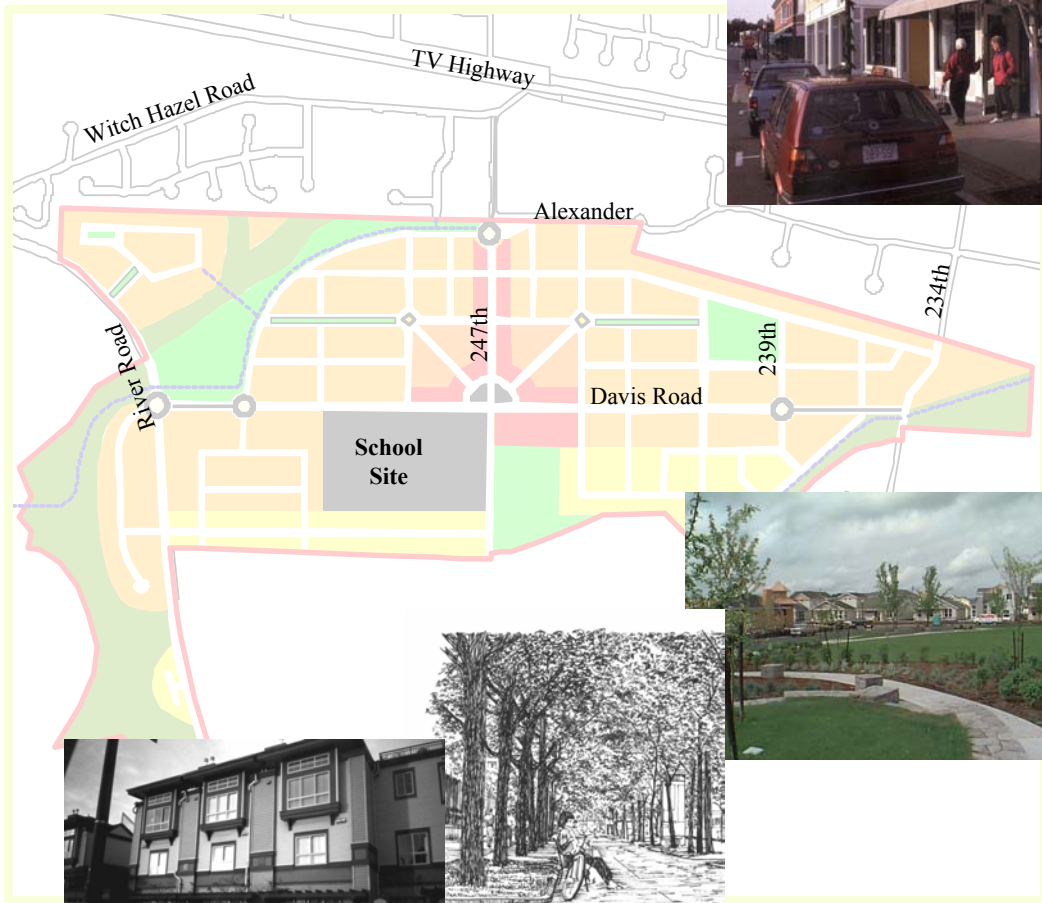 TV Highway
Witch Hazel Road
Alexander
234th
247th
239th
River Road
Davis Road
School
Site